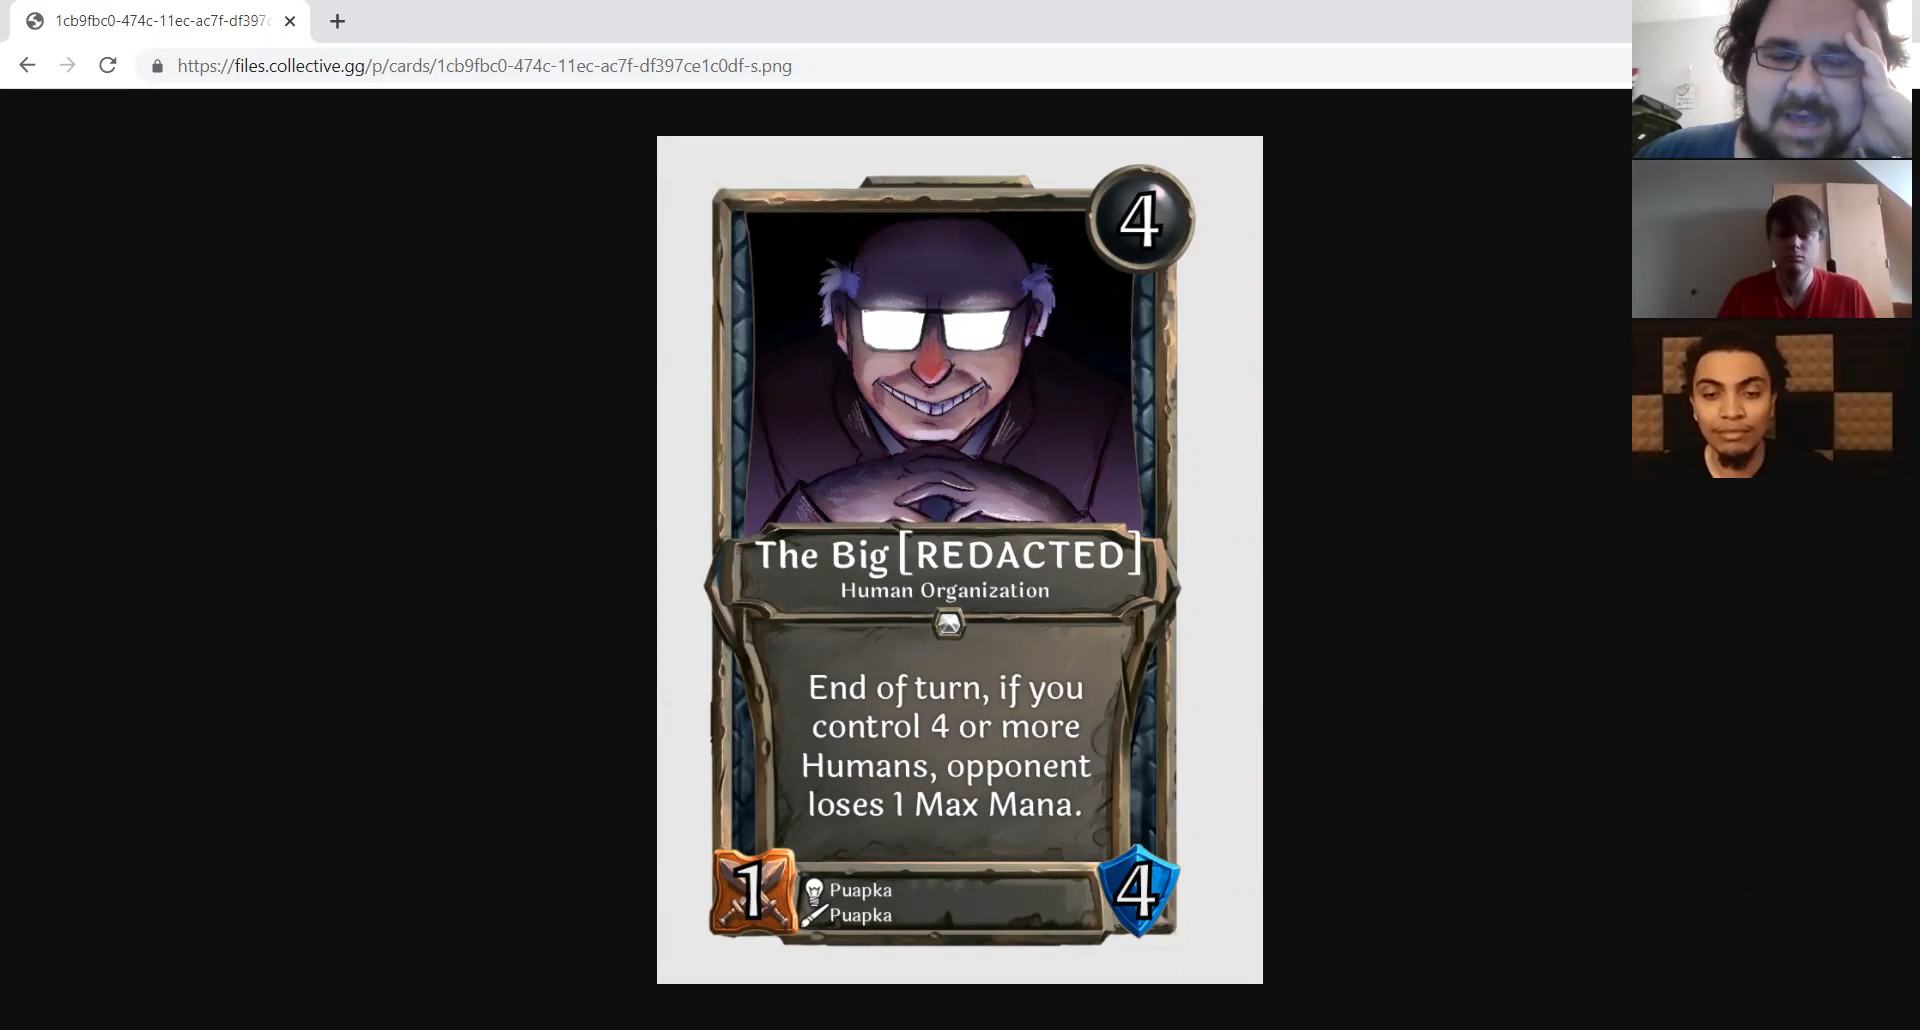 1cb9fbc0-474c-11ec-ac7f-df397c
https://files.collective.gg/p/cards/1cb9fbc0-474c-11ec-ac7f-df397ce1c0df-s.png
4
The Big [REDACTED]
Human Organization
End of turn, if you
control 4 or more
Humans, opponent
loses 1 Max Mana.
1
Puapka
Puapka
4